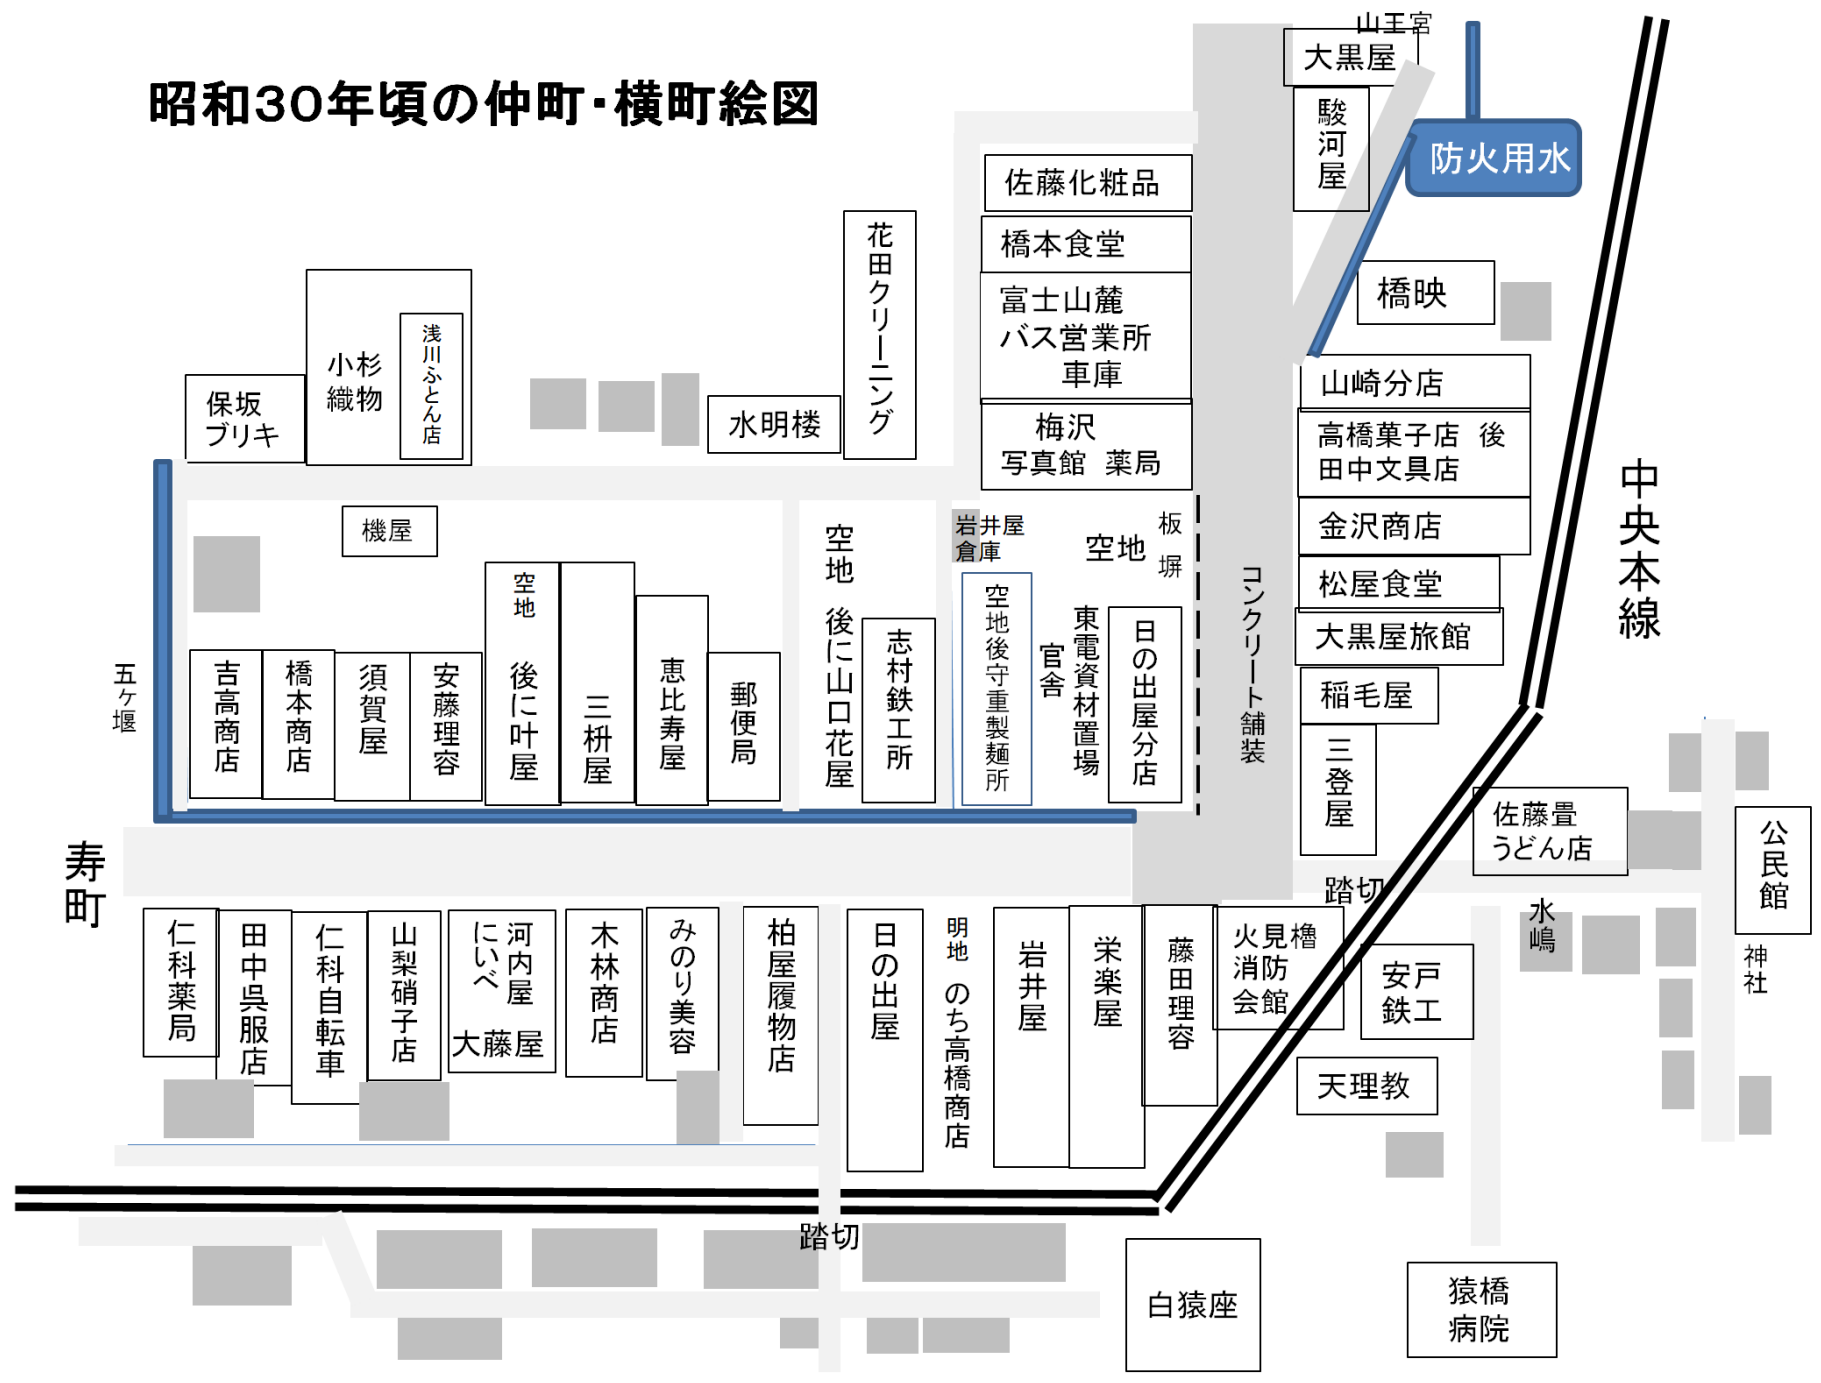 山王宮
大黒屋
昭和30年頃の仲町・横町絵図
駿河屋
防火用水
佐藤化粧品
橋本食堂
花田クリーニング
富士山麓
バス営業所
車庫
橋映
浅川ふとん店
小杉
織物
保坂
ブリキ
水明楼
梅沢
写真館 薬局
山崎分店
高橋菓子店 後
田中文具店
中央本線
機屋
空地 後に山口花屋
岩井屋
倉庫
空地
板塀
金沢商店
コンクリート舗装
松屋食堂
大黒屋旅館
稲毛屋
三登屋
五ヶ堰
吉高商店
橋本商店
須賀屋
安藤理容
空地 後に叶屋
三枡屋
恵比寿屋
郵便局
志村鉄工所
空地後守重製麺所
官舎
東電資材置場
日の出屋分店
佐藤畳
うどん店
公民館
寿町
踏切
水嶋
神社
仁科薬局
田中呉服店
仁科自転車
山梨硝子店
河内屋
にいべ
大藤屋
木林商店
みのり美容
柏屋履物店
日の出屋
明地 のち高橋商店
岩井屋
栄楽屋
藤田理容
火見櫓
消防
会館
安戸
鉄工
天理教
踏切
白猿座
猿橋
病院